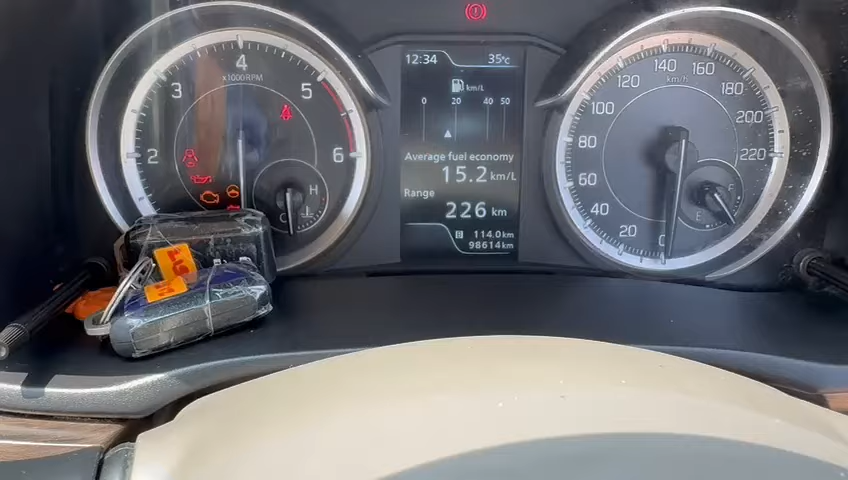 12:34 35°C
km/L
0 20 40 50
Average fuel economy
15.2 km/L
Range
226 km
B 114.0km
98614km
2 3 4 5 6
x1000RPM
H
C
0 20 40 60 80 100 120 140 160 180 200 220
km/h
F
E